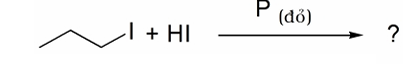 P (đỏ)
I + HI ?